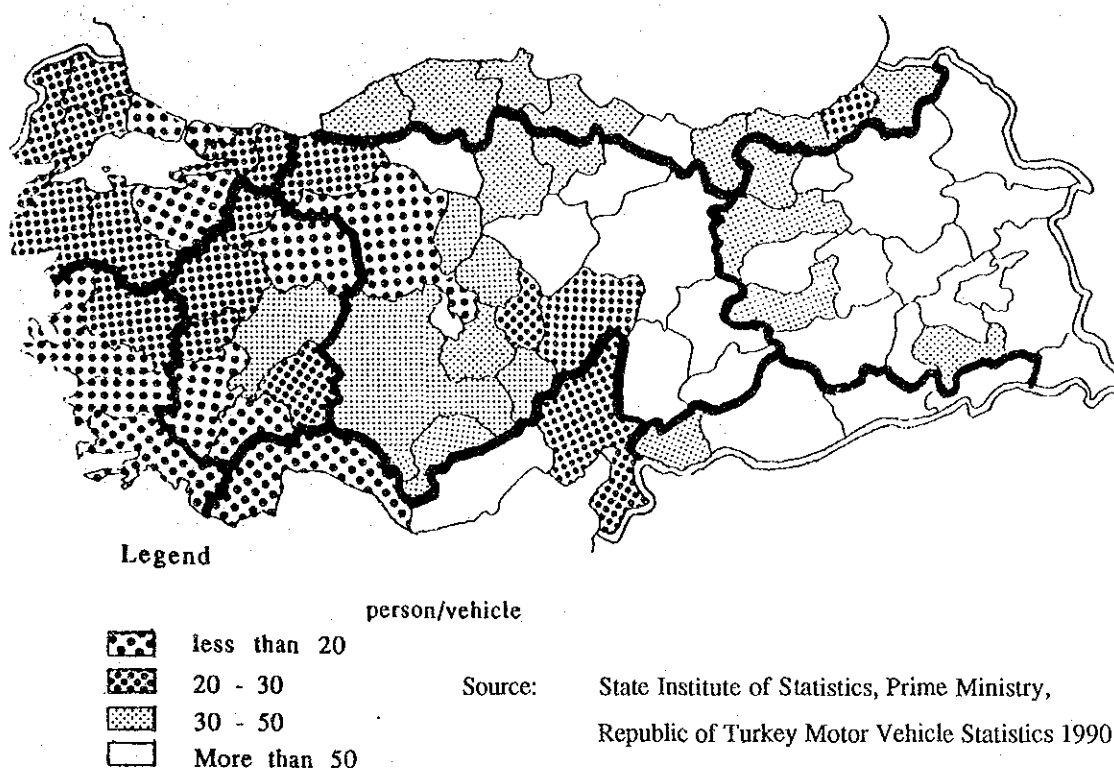 Legend
person/vehicle
less than 20
20 - 30
30 - 50
More than 50
Source: State Institute of Statistics, Prime Ministry,
Republic of Turkey Motor Vehicle Statistics 1990